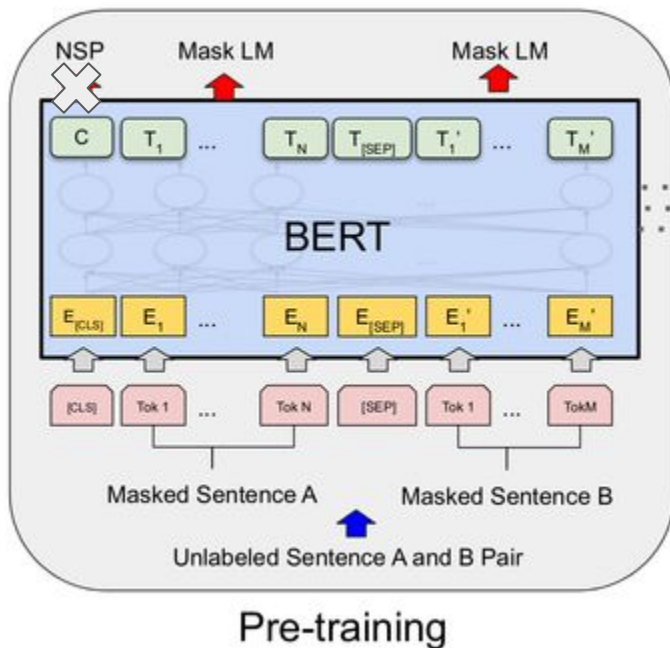 NSP Mask LM Mask LM
C T1 ... TN T[SEP] T1' ... TM'
BERT
E[CLS] E1 ... EN E[SEP] E1' ... EM'
[CLS] Tok 1 ... Tok N [SEP] Tok 1 ... TokM
Masked Sentence A Masked Sentence B
Unlabeled Sentence A and B Pair
Pre-training